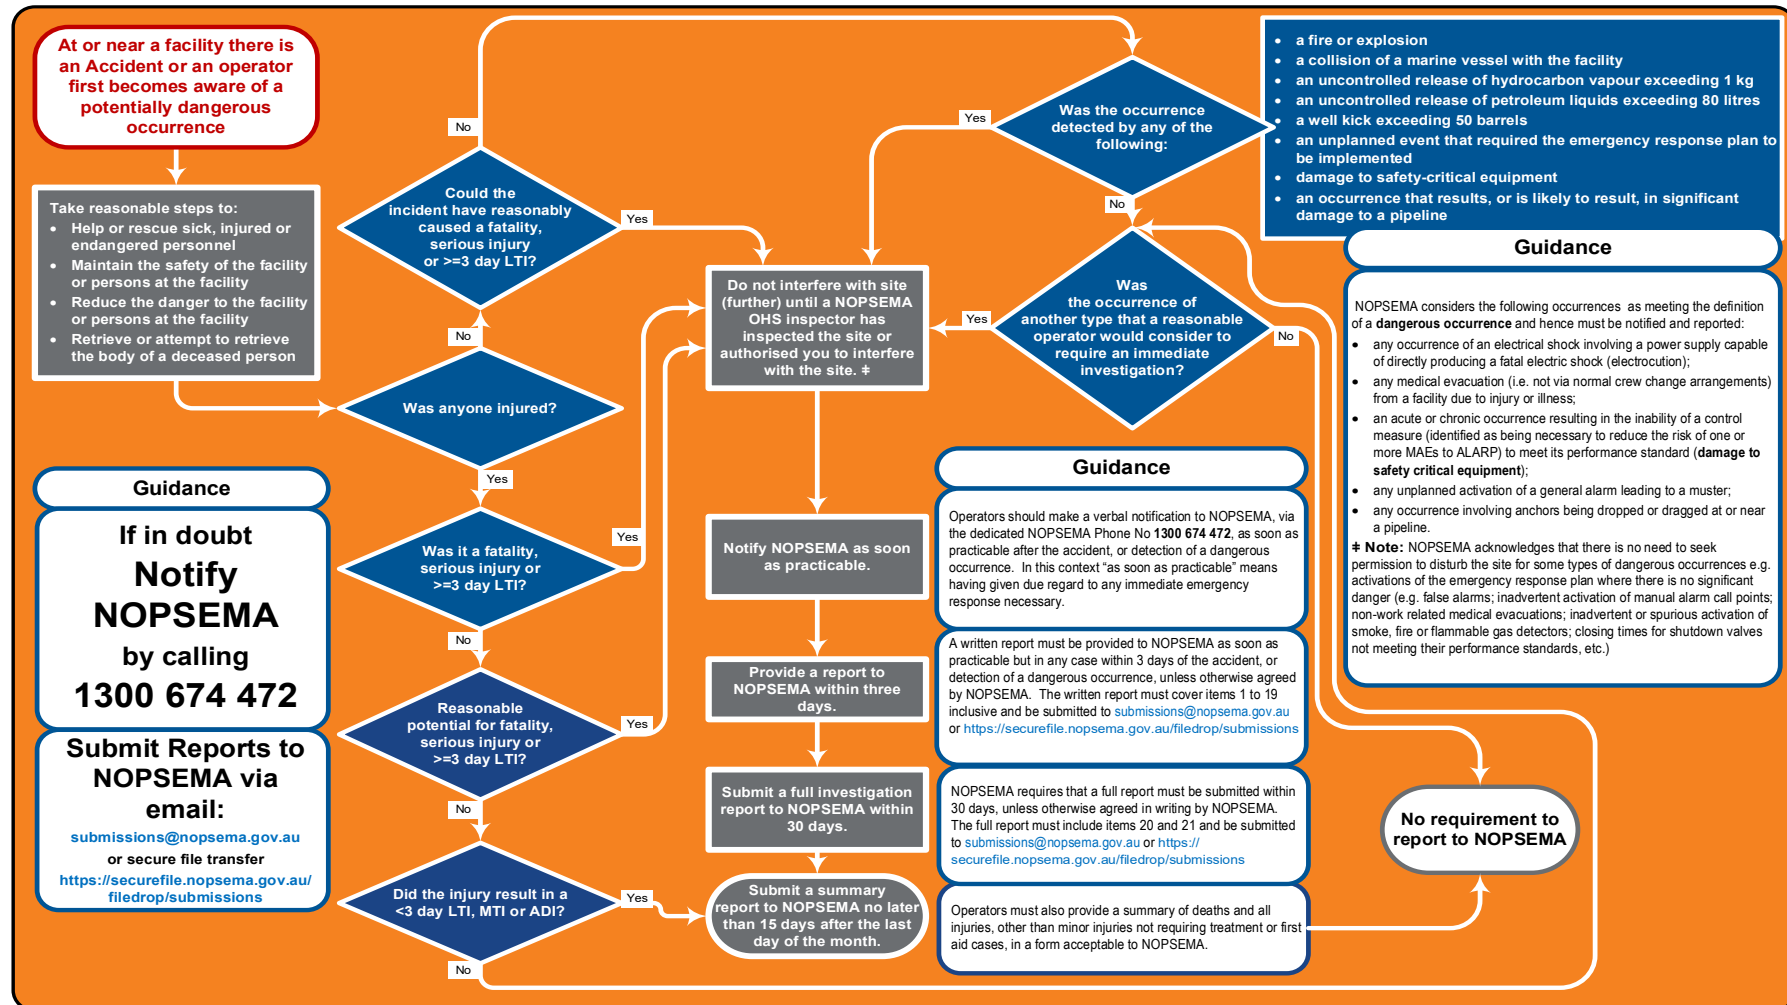 At or near a facility there is
an Accident or an operator
first becomes aware of a
potentially dangerous
occurrence
Take reasonable steps to:
• Help or rescue sick, injured or
endangered personnel
• Maintain the safety of the facility
or persons at the facility
• Reduce the danger to the facility
or persons at the facility
• Retrieve or attempt to retrieve
the body of a deceased person
Guidance
If in doubt
Notify
NOPSEMA
by calling
1300 674 472
Submit Reports to
NOPSEMA via
email:
submissions@nopsema.gov.au
or secure file transfer
https://securefile.nopsema.gov.au/
filedrop/submissions
No
Could the
incident have reasonably
caused a fatality,
serious injury
or >=3 day LTI?
Yes
No
Was anyone injured?
Yes
Was it a fatality,
serious injury or
>=3 day LTI?
Yes
No
Reasonable
potential for fatality,
serious injury or
>=3 day LTI?
Yes
No
Did the injury result in a
<3 day LTI, MTI or ADI?
Yes
No
Do not interfere with site
(further) until a NOPSEMA
OHS inspector has
inspected the site or
authorised you to interfere
with the site. ‡
Notify NOPSEMA as soon
as practicable.
Provide a report to
NOPSEMA within three
days.
Submit a full investigation
report to NOPSEMA within
30 days.
Submit a summary
report to NOPSEMA no later
than 15 days after the last
day of the month.
Was the occurrence
detected by any of the
following:
Yes
No
Was
the occurrence of
another type that a reasonable
operator would consider to
require an immediate
investigation?
Yes
No
• a fire or explosion
• a collision of a marine vessel with the facility
• an uncontrolled release of hydrocarbon vapour exceeding 1 kg
• an uncontrolled release of petroleum liquids exceeding 80 litres
• a well kick exceeding 50 barrels
• an unplanned event that required the emergency response plan to
be implemented
• damage to safety-critical equipment
• an occurrence that results, or is likely to result, in significant
damage to a pipeline
Guidance
NOPSEMA considers the following occurrences as meeting the definition
of a dangerous occurrence and hence must be notified and reported:
• any occurrence of an electrical shock involving a power supply capable
of directly producing a fatal electric shock (electrocution);
• any medical evacuation (i.e. not via normal crew change arrangements)
from a facility due to injury or illness;
• an acute or chronic occurrence resulting in the inability of a control
measure (identified as being necessary to reduce the risk of one or
more MAEs to ALARP) to meet its performance standard (damage to
safety critical equipment);
• any unplanned activation of a general alarm leading to a muster;
• any occurrence involving anchors being dropped or dragged at or near
a pipeline.
‡ Note: NOPSEMA acknowledges that there is no need to seek
permission to disturb the site for some types of dangerous occurrences e.g.
activations of the emergency response plan where there is no significant
danger (e.g. false alarms; inadvertent activation of manual alarm call points;
non-work related medical evacuations; inadvertent or spurious activation of
smoke, fire or flammable gas detectors; closing times for shutdown valves
not meeting their performance standards, etc.)
Guidance
Operators should make a verbal notification to NOPSEMA, via
the dedicated NOPSEMA Phone No 1300 674 472, as soon as
practicable after the accident, or detection of a dangerous
occurrence. In this context “as soon as practicable” means
having given due regard to any immediate emergency
response necessary.
A written report must be provided to NOPSEMA as soon as
practicable but in any case within 3 days of the accident, or
detection of a dangerous occurrence, unless otherwise agreed
by NOPSEMA. The written report must cover items 1 to 19
inclusive and be submitted to submissions@nopsema.gov.au
or https://securefile.nopsema.gov.au/filedrop/submissions
NOPSEMA requires that a full report must be submitted within
30 days, unless otherwise agreed in writing by NOPSEMA.
The full report must include items 20 and 21 and be submitted
to submissions@nopsema.gov.au or https://
securefile.nopsema.gov.au/filedrop/submissions
Operators must also provide a summary of deaths and all
injuries, other than minor injuries not requiring treatment or first
aid cases, in a form acceptable to NOPSEMA.
No requirement to
report to NOPSEMA